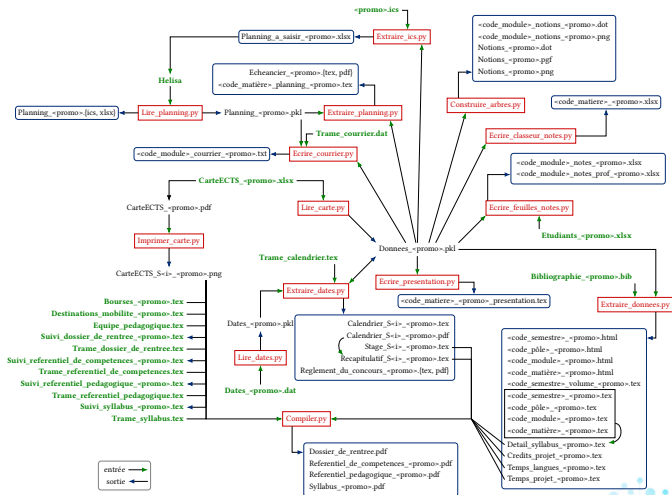 <promo>.ics
Planning_a_saisir_<promo>.xlsx
Extraire_ics.py
<code_module>_notions_<promo>.dot
<code_module>_notions_<promo>.png
Notions_<promo>.dot
Notions_<promo>.pgf
Notions_<promo>.png
Helisa
Echeancier_<promo>.{tex, pdf}
<code_matière>_planning_<promo>.tex
Construire_arbres.py
<code_matiere>_<promo>.xlsx
Planning_<promo>.{ics, xlsx}
Lire_planning.py
Planning_<promo>.pkl
Extraire_planning.py
Trame_courrier.dat
Ecrire_classeur_notes.py
<code_module>_courrier_<promo>.txt
Ecrire_courrier.py
<code_module>_notes_<promo>.xlsx
<code_module>_notes_prof_<promo>.xlsx
CarteECTS_<promo>.xlsx
CarteECTS_<promo>.pdf
Lire_carte.py
Ecrire_feuilles_notes.py
Imprimer_carte.py
Etudiants_<promo>.xlsx
Donnees_<promo>.pkl
Trame_calendrier.tex
CarteECTS_S<i>_<promo>.png
Ecrire_presentation.py
Bibliographie_<promo>.bib
Extraire_dates.py
<code_matiere>_<promo>_presentation.tex
Extraire_donnees.py
Bourses_<promo>.tex
Destinations_mobilite_<promo>.tex
Equipe_pedagogique.tex
Suivi_dossier_de_rentree_<promo>.tex
Trame_dossier_de_rentree.tex
Suivi_referentiel_de_competences_<promo>.tex
Trame_referentiel_de_competences.tex
Suivi_referentiel_pedagogique_<promo>.tex
Trame_referentiel_pedagogique.tex
Suivi_syllabus_<promo>.tex
Trame_syllabus.tex
Dates_<promo>.pkl
Lire_dates.py
Dates_<promo>.dat
Calendrier_S<i>_<promo>.tex
Calendrier_S<i>_<promo>.pdf
Stage_S<i>_<promo>.tex
Recapitulatif_S<i>_<promo>.tex
Reglement_du_concours_<promo>.{tex, pdf}
<code_semestre>_<promo>.html
<code_pôle>_<promo>.html
<code_module>_<promo>.html
<code_matière>_<promo>.html
<code_semestre>_volume_<promo>.tex
<code_semestre>_<promo>.tex
<code_pôle>_<promo>.tex
<code_module>_<promo>.tex
<code_matière>_<promo>.tex
Detail_syllabus_<promo>.tex
Credits_projet_<promo>.tex
Temps_langues_<promo>.tex
Temps_projet_<promo>.tex
Compiler.py
Dossier_de_rentree.pdf
Referentiel_de_competences_<promo>.pdf
Referentiel_pedagogique_<promo>.pdf
Syllabus_<promo>.pdf
entrée
sortie